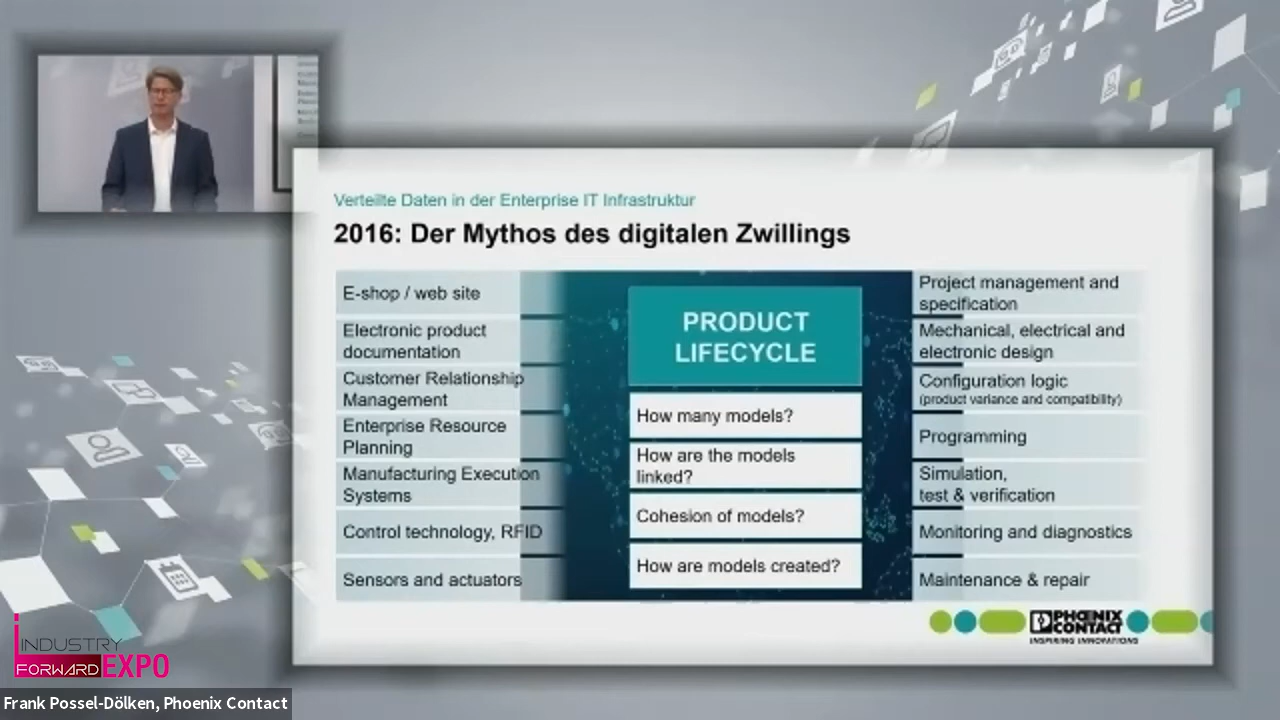 Verteilte Daten in der Enterprise IT Infrastruktur
2016: Der Mythos des digitalen Zwillings
E-shop / web site
Electronic product
documentation
Customer Relationship
Management
Enterprise Resource
Planning
Manufacturing Execution
Systems
Control technology, RFID
Sensors and actuators
PRODUCT
LIFECYCLE
How many models?
How are the models
linked?
Cohesion of models?
How are models created?
Project management and
specification
Mechanical, electrical and
electronic design
Configuration logic
(product variance and compatibility)
Programming
Simulation,
test & verification
Monitoring and diagnostics
Maintenance & repair
PHŒNIX
CONTACT
INSPIRING INNOVATIONS
INDUSTRY
FORWARD EXPO
Frank Possel-Dölken, Phoenix Contact